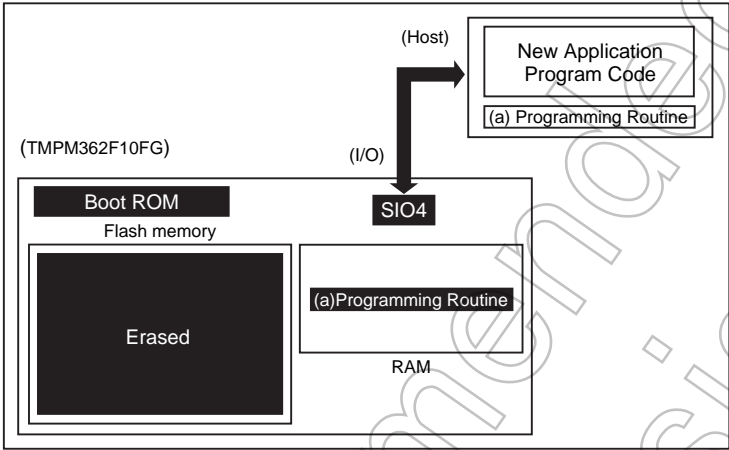 (Host)
New Application
Program Code
(a) Programming Routine
(TMPM362F10FG)
(I/O)
Boot ROM
SIO4
Flash memory
(a)Programming Routine
Erased
RAM